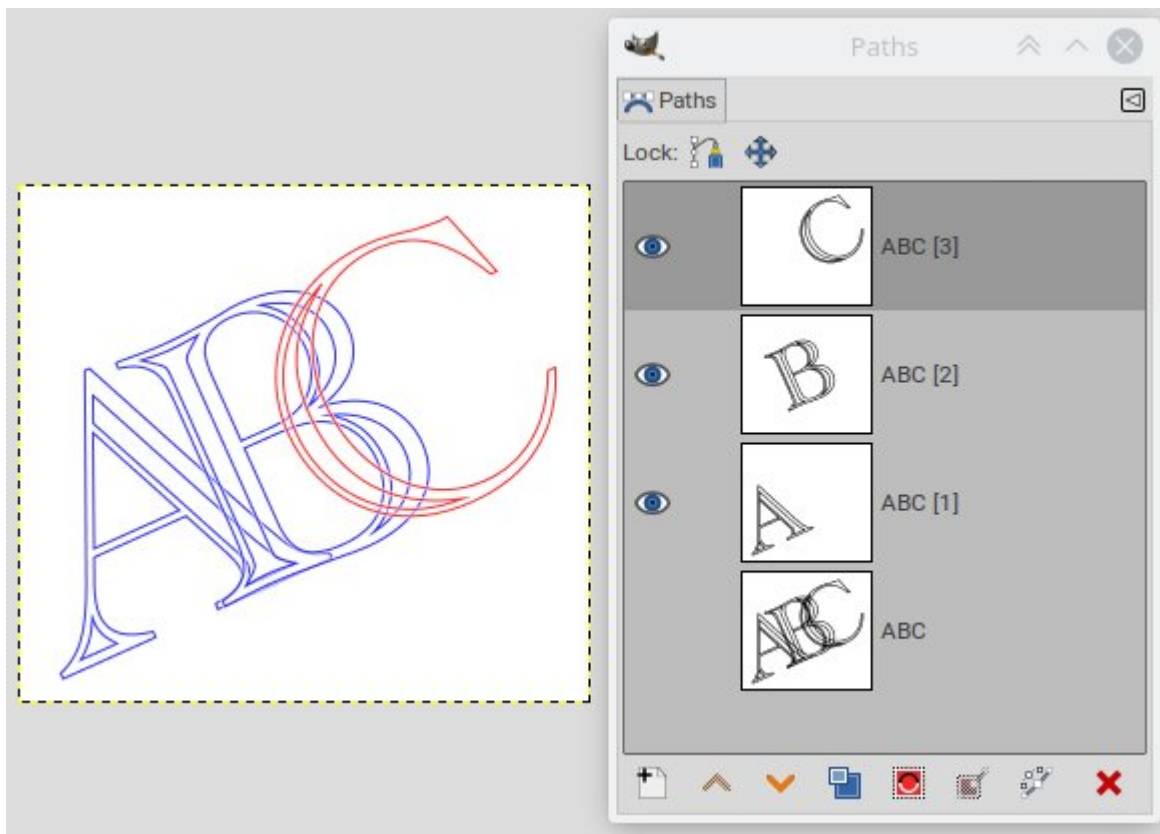 Paths
Paths
Lock:
ABC [3]
ABC [2]
ABC [1]
ABC
ABC